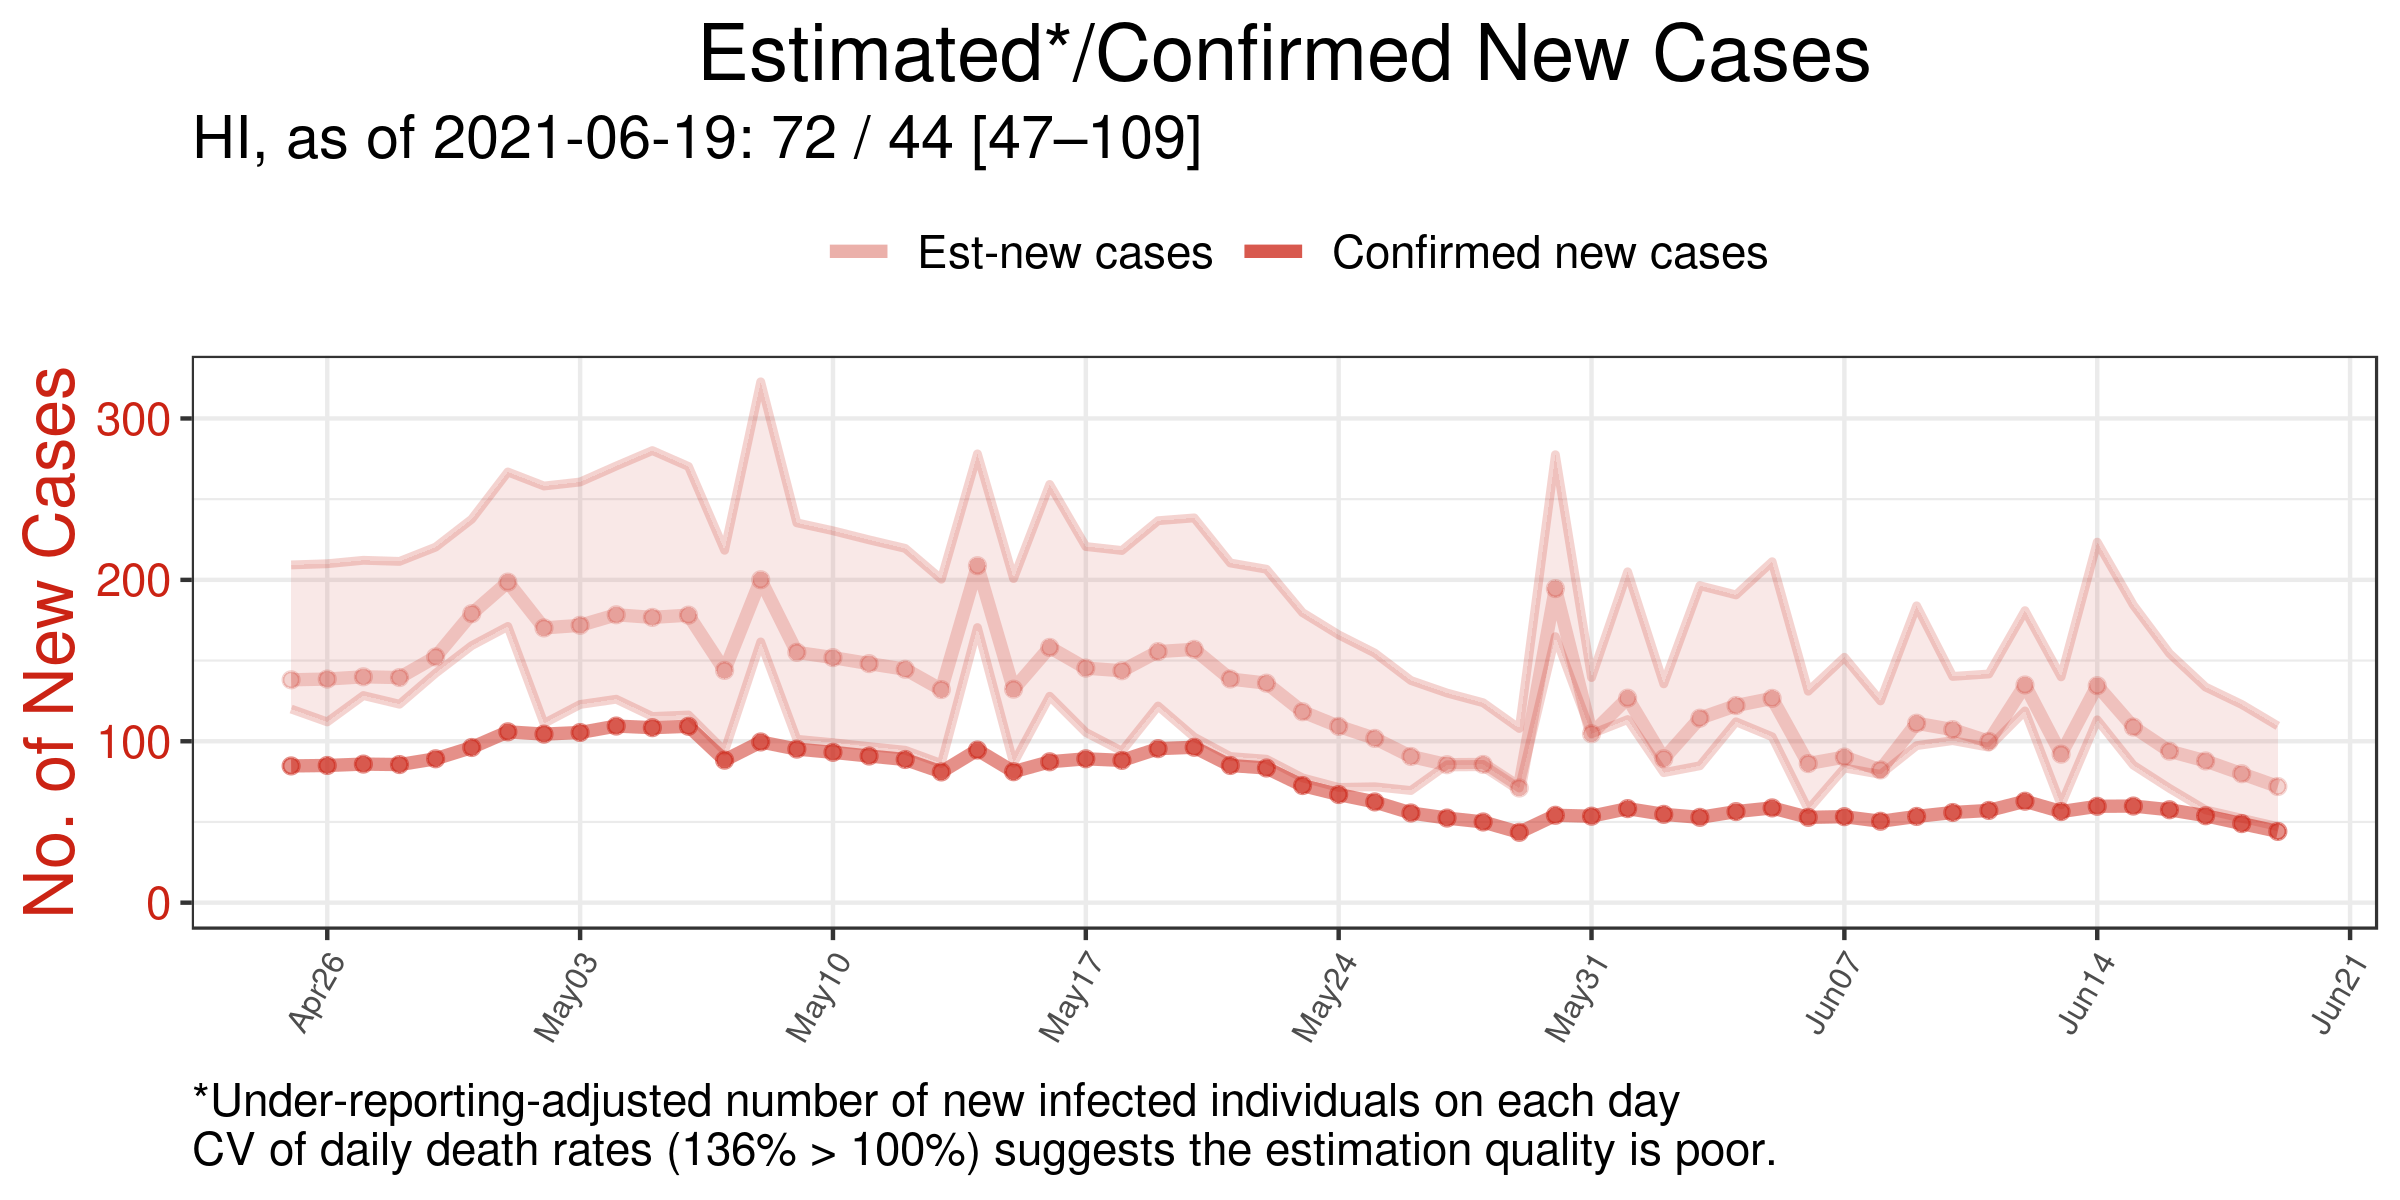 Estimated*/Confirmed New Cases
HI, as of 2021-06-19: 72 / 44 [47–109]
Est-new cases
Confirmed new cases
No. of New Cases
300
200
100
0
Apr26
May03
May10
May17
May24
May31
Jun07
Jun14
Jun21
*Under-reporting-adjusted number of new infected individuals on each day
CV of daily death rates (136% > 100%) suggests the estimation quality is poor.